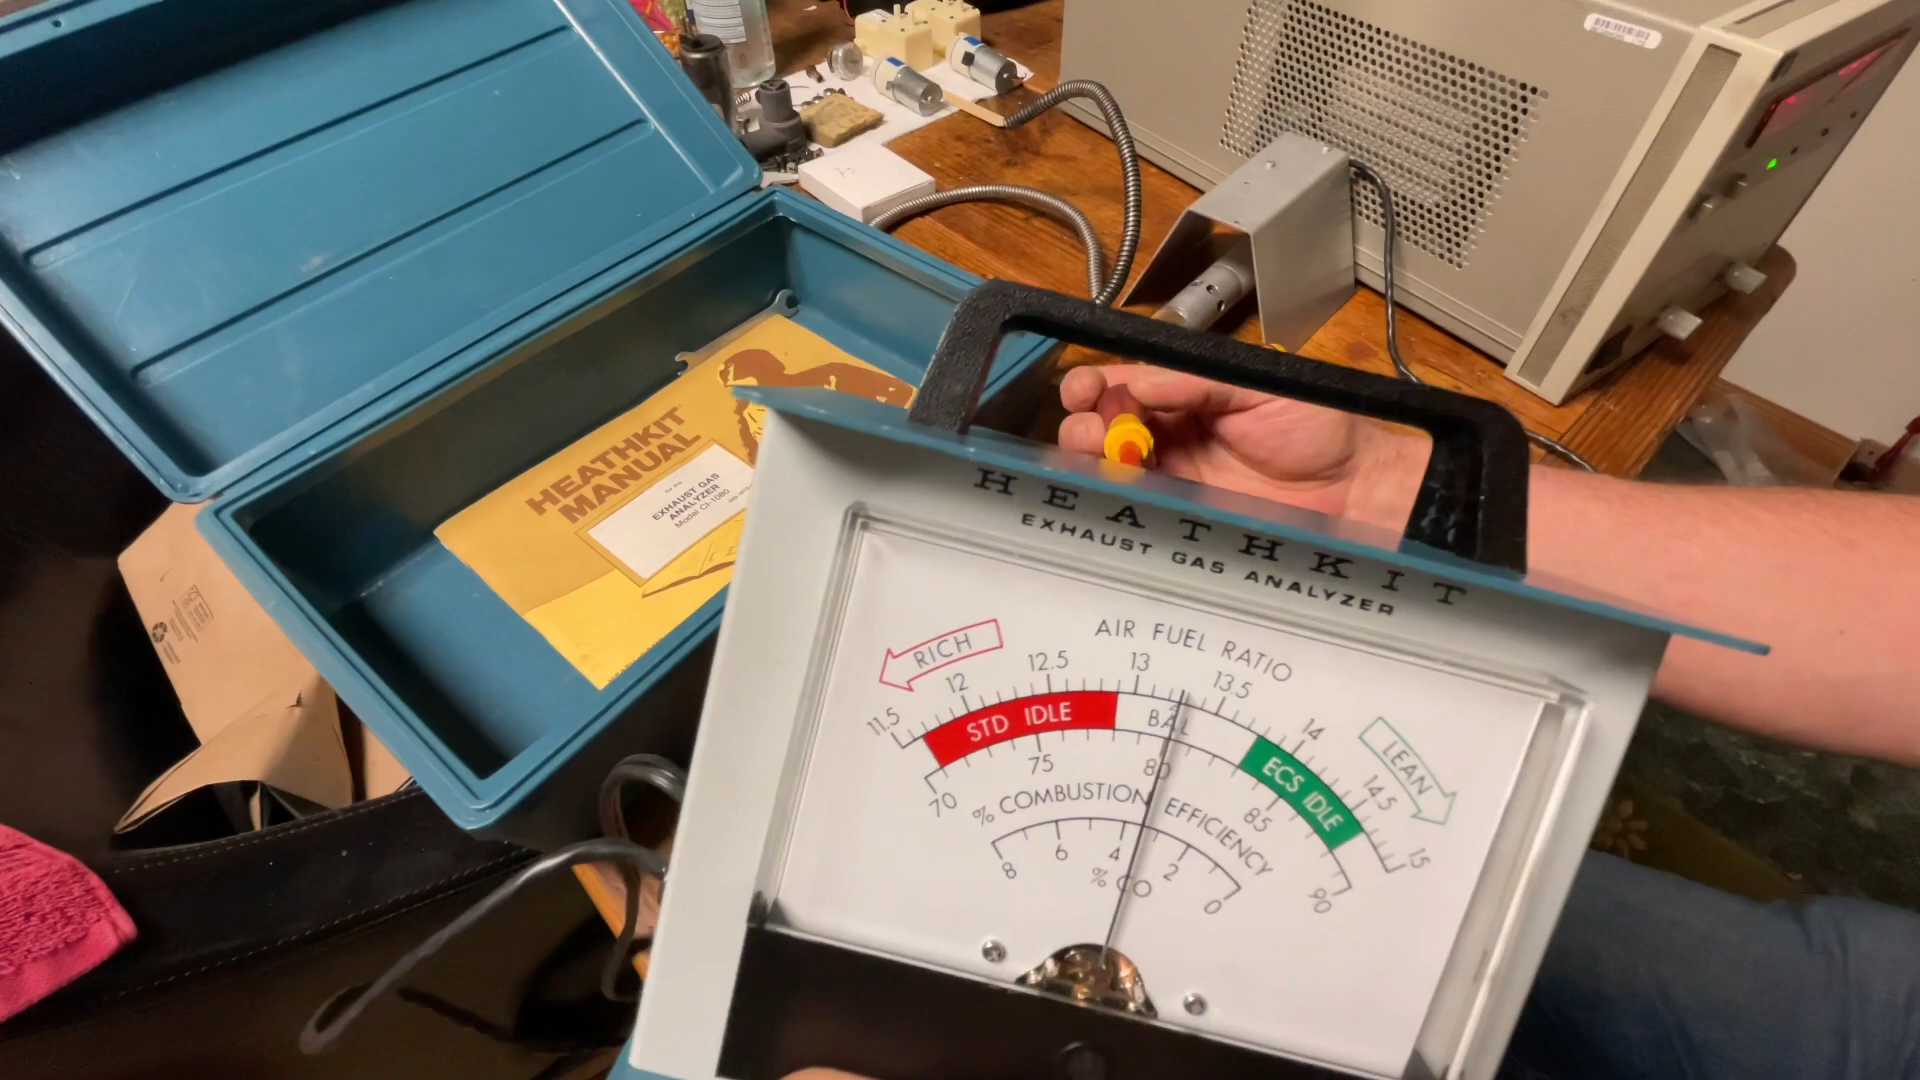 HEATHKIT
MANUAL
for the
EXHAUST GAS
ANALYZER
Model CI-1080
HEATHKIT
EXHAUST GAS ANALYZER
AIR FUEL RATIO
RICH
LEAN
11.5 12 12.5 13 13.5 14 14.5 15
STD IDLE BAL ECS IDLE
70 75 80 85 90
% COMBUSTION EFFICIENCY
8 6 4 2 0
% CO